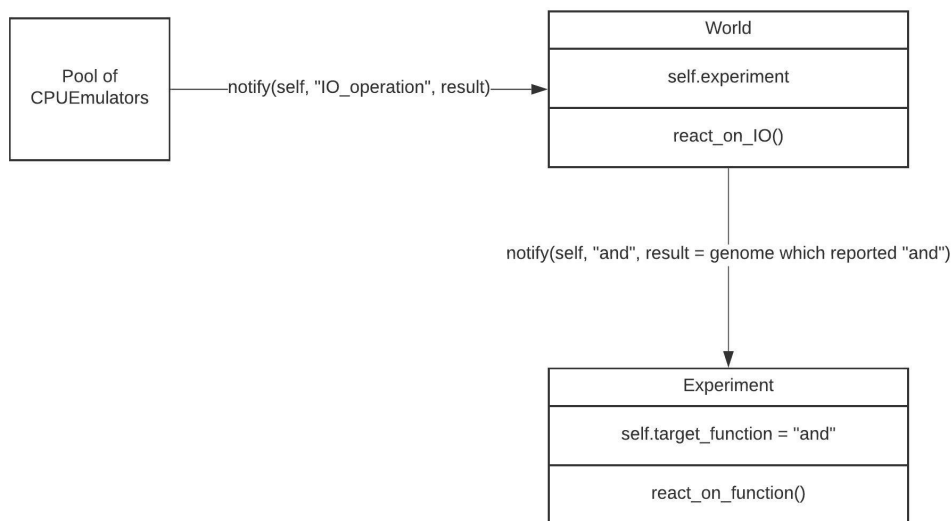 Pool of
CPUEmulators
notify(self, "IO_operation", result)
World
self.experiment
react_on_IO()
notify(self, "and", result = genome which reported "and")
Experiment
self.target_function = "and"
react_on_function()